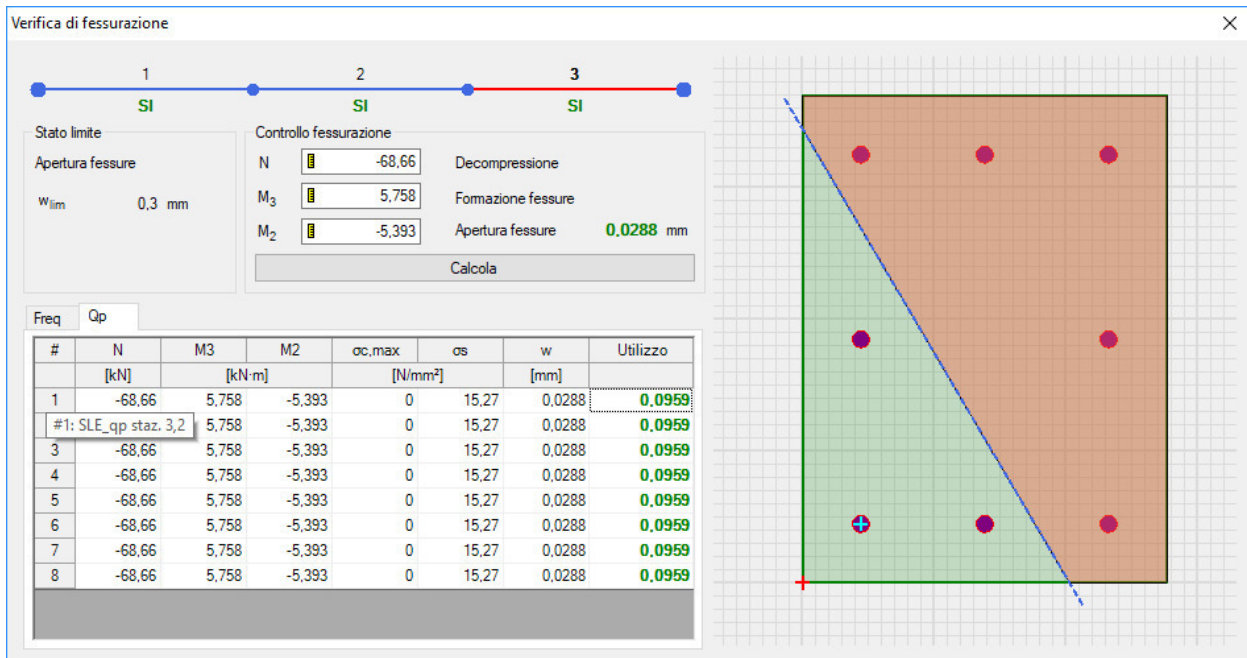 Verifica di fessurazione
1 2 3
SI SI SI
Stato limite
Apertura fessure
wlim 0,3 mm
Controllo fessurazione
N -68,66 Decompressione
M3 5,758 Formazione fessure
M2 -5,393 Apertura fessure 0,0288 mm
Calcola
Freq Qp
# N M3 M2 σc,max σs w Utilizzo
[kN] [kN·m] [N/mm²] [mm]
1 -68,66 5,758 -5,393 0 15,27 0,0288 0,0959
#1: SLE_qp staz. 3,2 5,758 -5,393 0 15,27 0,0288 0,0959
3 -68,66 5,758 -5,393 0 15,27 0,0288 0,0959
4 -68,66 5,758 -5,393 0 15,27 0,0288 0,0959
5 -68,66 5,758 -5,393 0 15,27 0,0288 0,0959
6 -68,66 5,758 -5,393 0 15,27 0,0288 0,0959
7 -68,66 5,758 -5,393 0 15,27 0,0288 0,0959
8 -68,66 5,758 -5,393 0 15,27 0,0288 0,0959